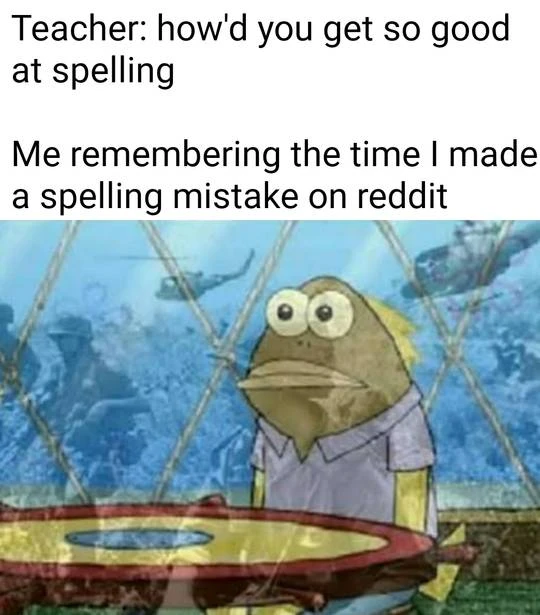 Teacher: how'd you get so good
at spelling
Me remembering the time I made
a spelling mistake on reddit